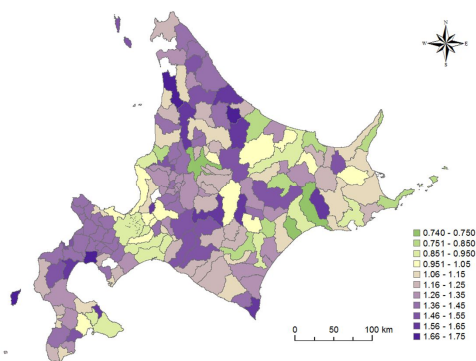 N
W E
S
0.740 - 0.750
0.751 - 0.850
0.851 - 0.950
0.951 - 1.05
1.06 - 1.15
1.16 - 1.25
1.26 - 1.35
1.36 - 1.45
1.46 - 1.55
1.56 - 1.65
1.66 - 1.75
0 50 100 km